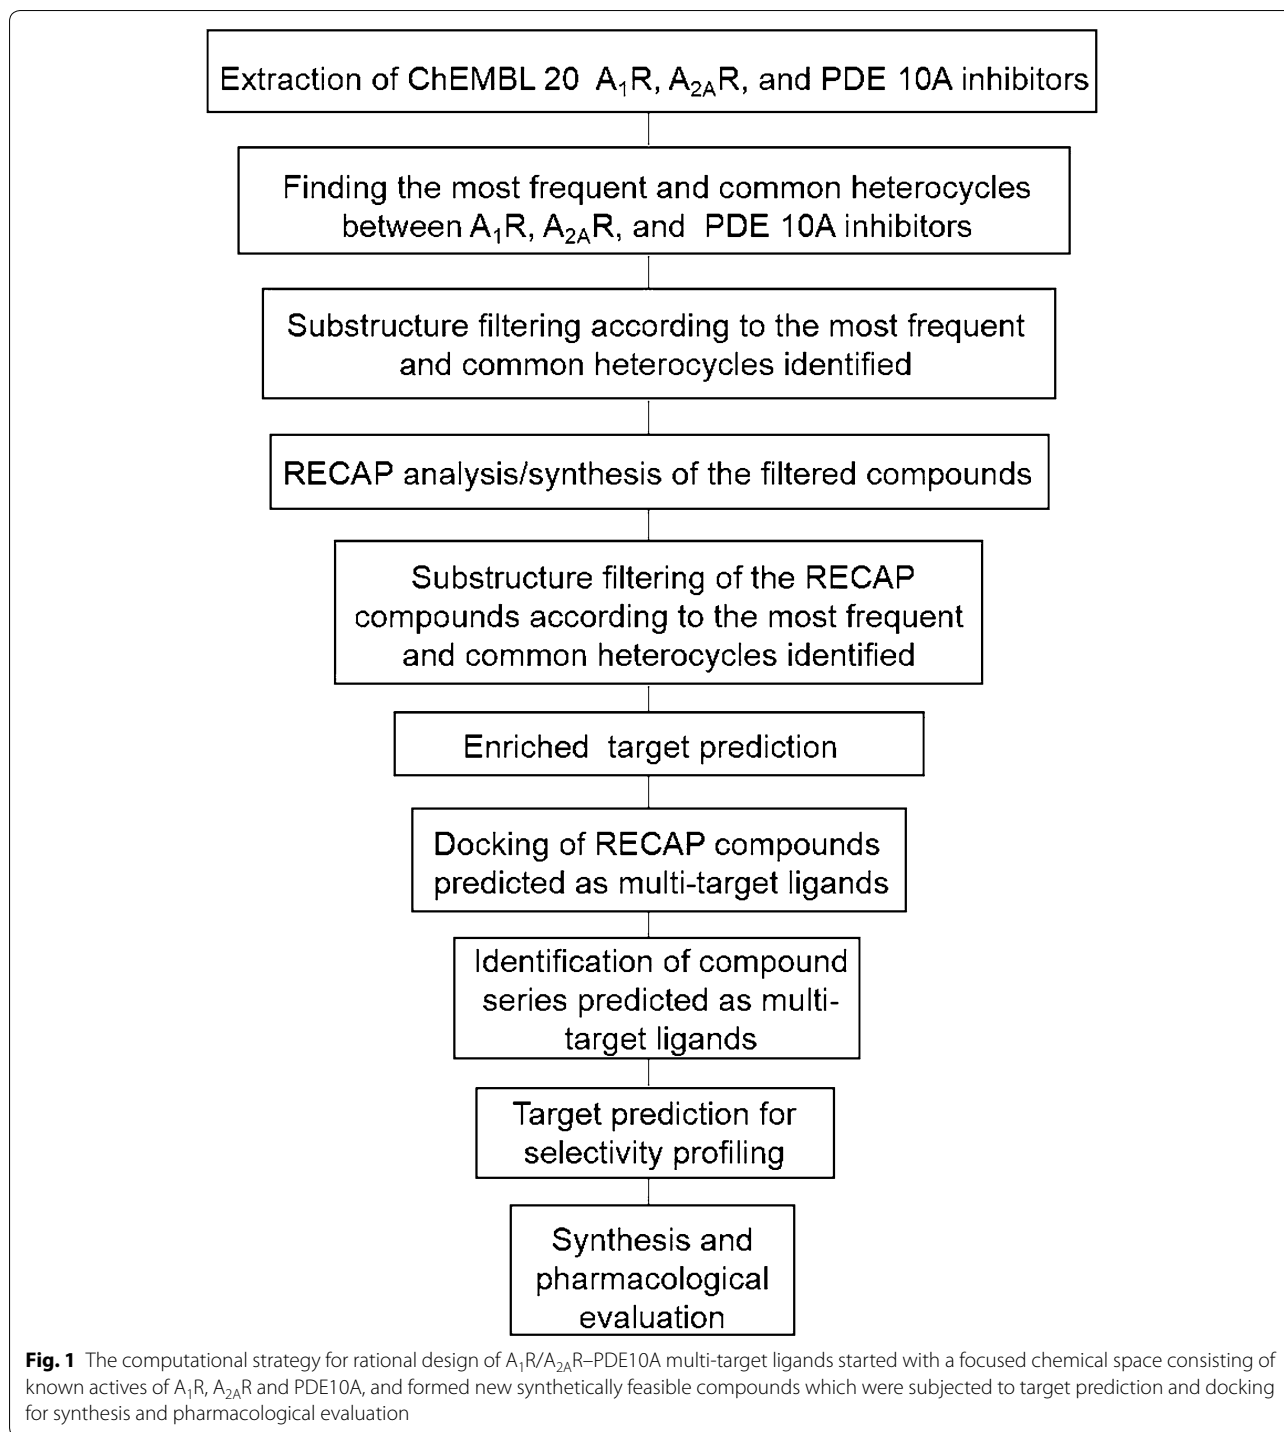 Extraction of ChEMBL 20 A₁R, A₂ₐR, and PDE 10A inhibitors
Finding the most frequent and common heterocycles
between A₁R, A₂ₐR, and PDE 10A inhibitors
Substructure filtering according to the most frequent
and common heterocycles identified
RECAP analysis/synthesis of the filtered compounds
Substructure filtering of the RECAP
compounds according to the most frequent
and common heterocycles identified
Enriched target prediction
Docking of RECAP compounds
predicted as multi-target ligands
Identification of compound
series predicted as multi-
target ligands
Target prediction for
selectivity profiling
Synthesis and
pharmacological
evaluation
Fig. 1 The computational strategy for rational design of A₁R/A₂ₐR–PDE10A multi-target ligands started with a focused chemical space consisting of
known actives of A₁R, A₂ₐR and PDE10A, and formed new synthetically feasible compounds which were subjected to target prediction and docking
for synthesis and pharmacological evaluation